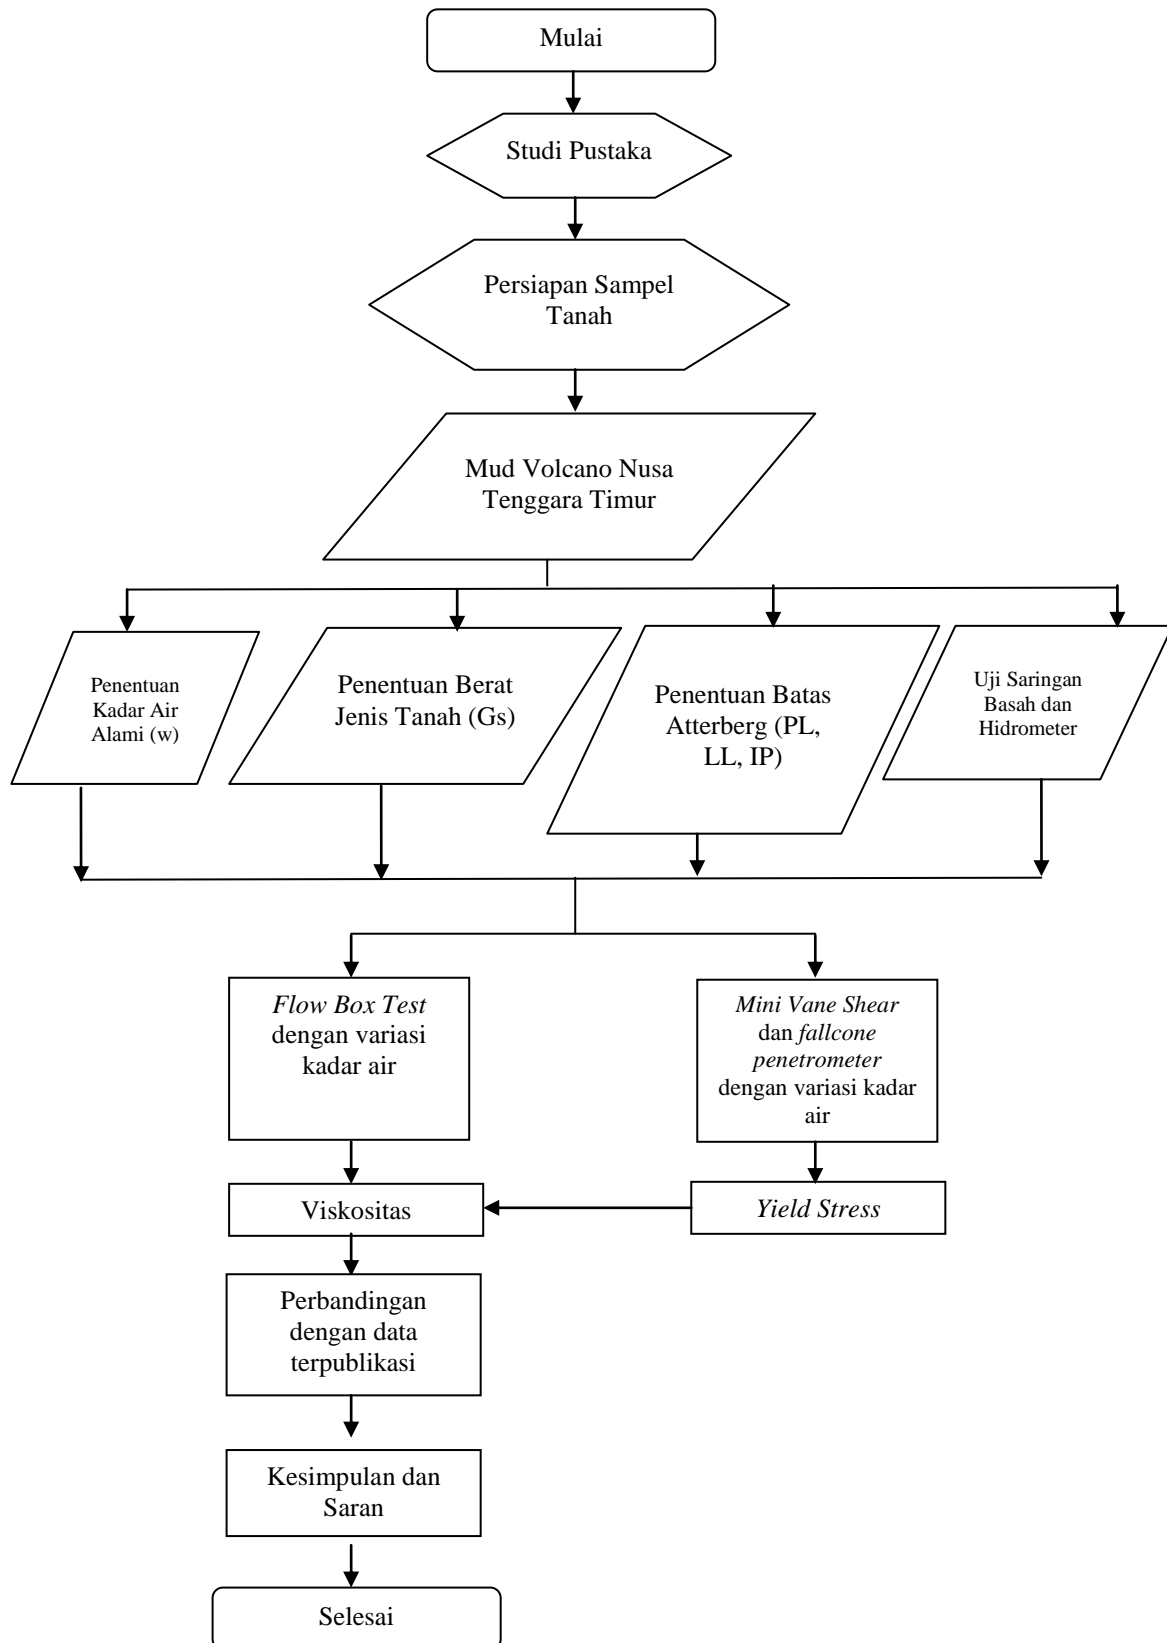 Mulai
Studi Pustaka
Persiapan Sampel
Tanah
Mud Volcano Nusa
Tenggara Timur
Penentuan
Kadar Air
Alami (w)
Penentuan Berat
Jenis Tanah (Gs)
Penentuan Batas
Atterberg (PL,
LL, IP)
Uji Saringan
Basah dan
Hidrometer
Flow Box Test
dengan variasi
kadar air
Mini Vane Shear
dan fallcone
penetrometer
dengan variasi kadar
air
Viskositas
Yield Stress
Perbandingan
dengan data
terpublikasi
Kesimpulan dan
Saran
Selesai